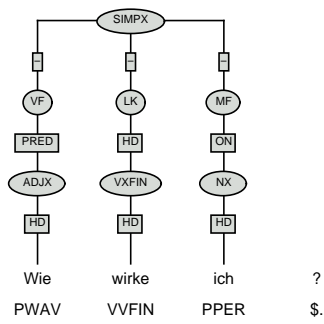 SIMPX
– – –
VF LK MF
PRED HD ON
ADJX VXFIN NX
HD HD HD
Wie wirke ich ?
PWAV VVFIN PPER $.